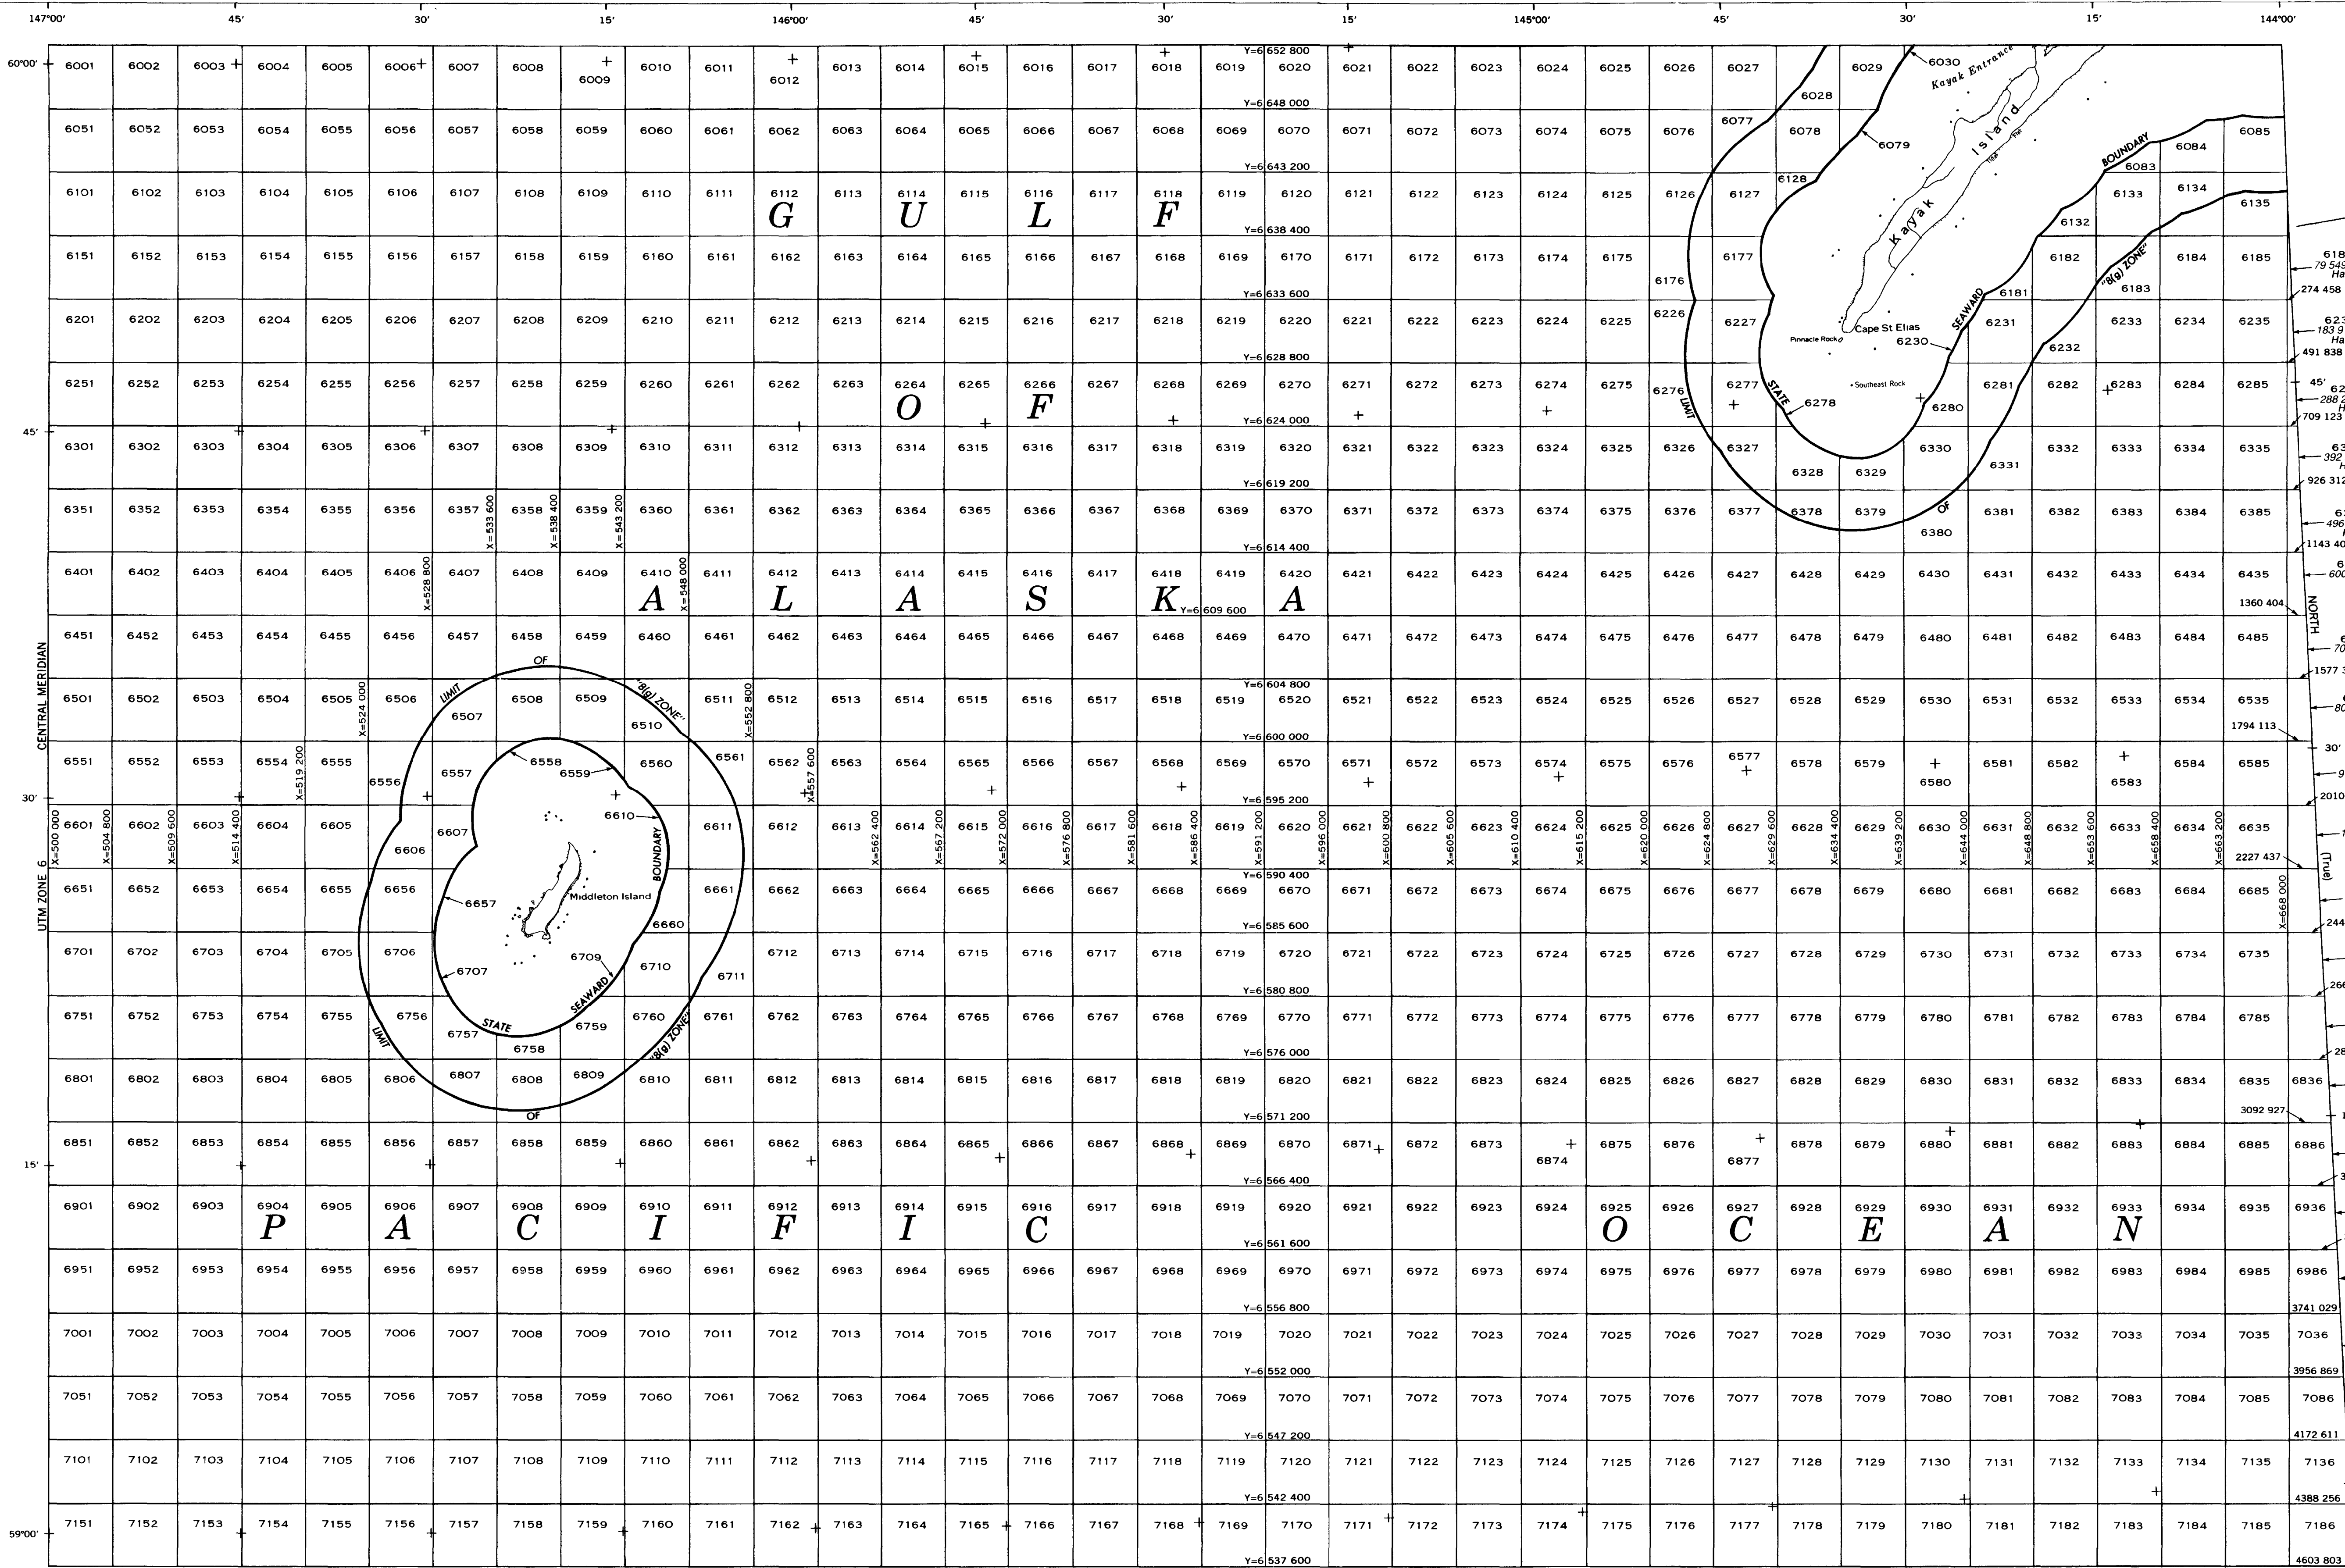 147°00' 45' 30' 15' 146°00' 45' 30' 15' 145°00' 45' 30' 15' 144°00'
Y=6 652 800
60°00' 6001 6002 6003 6004 6005 6006 6007 6008 6009 6010 6011 6012 6013 6014 6015 6016 6017 6018 6019 6020 6021 6022 6023 6024 6025 6026 6027 6028 6029 6030 Kayak Entrance
Y=6 648 000
6051 6052 6053 6054 6055 6056 6057 6058 6059 6060 6061 6062 6063 6064 6065 6066 6067 6068 6069 6070 6071 6072 6073 6074 6075 6076 6077 6078 6079 Kayak Island BOUNDARY 6083 6084 6085
Y=6 643 200
6101 6102 6103 6104 6105 6106 6107 6108 6109 6110 6111 6112 6113 6114 6115 6116 6117 6118 6119 6120 6121 6122 6123 6124 6125 6126 6127 6128 6132 6133 6134 6135
G U L F
Y=6 638 400
6151 6152 6153 6154 6155 6156 6157 6158 6159 6160 6161 6162 6163 6164 6165 6166 6167 6168 6169 6170 6171 6172 6173 6174 6175 6176 6177 6181 6182 "8(g) ZONE" 6183 6184 6185
79 549
Y=6 633 600
274 458
6201 6202 6203 6204 6205 6206 6207 6208 6209 6210 6211 6212 6213 6214 6215 6216 6217 6218 6219 6220 6221 6222 6223 6224 6225 6226 6227 Cape St Elias Pinnacle Rock 6230 SEAWARD 6231 6232 6233 6234 6235
Y=6 628 800
491 838
6251 6252 6253 6254 6255 6256 6257 6258 6259 6260 6261 6262 6263 6264 6265 6266 6267 6268 6269 6270 6271 6272 6273 6274 6275 6276 LIMIT 6277 STATE 6278 Southeast Rock 6280 6281 6282 6283 6284 6285 45'
O F
Y=6 624 000
709 123
45' 6301 6302 6303 6304 6305 6306 6307 6308 6309 6310 6311 6312 6313 6314 6315 6316 6317 6318 6319 6320 6321 6322 6323 6324 6325 6326 6327 6328 6329 6330 6331 6332 6333 6334 6335
Y=6 619 200
926 312
6351 6352 6353 6354 6355 6356 6357 X=533 600 6358 X=538 400 6359 X=543 200 6360 6361 6362 6363 6364 6365 6366 6367 6368 6369 6370 6371 6372 6373 6374 6375 6376 6377 6378 6379 OF 6380 6381 6382 6383 6384 6385
Y=6 614 400
6401 6402 6403 6404 6405 6406 X=528 800 6407 6408 6409 6410 X=548 000 6411 6412 6413 6414 6415 6416 6417 6418 6419 6420 6421 6422 6423 6424 6425 6426 6427 6428 6429 6430 6431 6432 6433 6434 6435
A L A S K A
Y=6 609 600
1360 404
NORTH
6451 6452 6453 6454 6455 6456 6457 6458 6459 6460 6461 6462 6463 6464 6465 6466 6467 6468 6469 6470 6471 6472 6473 6474 6475 6476 6477 6478 6479 6480 6481 6482 6483 6484 6485
CENTRAL MERIDIAN
OF
Y=6 604 800
6501 6502 6503 6504 6505 X=524 000 6506 LIMIT 6507 6508 6509 "8(g) ZONE" 6510 6511 X=552 800 6512 6513 6514 6515 6516 6517 6518 6519 6520 6521 6522 6523 6524 6525 6526 6527 6528 6529 6530 6531 6532 6533 6534 6535
Y=6 600 000
1794 113
6551 6552 6553 6554 X=519 200 6555 6556 6557 6558 6559 6560 6561 6562 X=557 600 6563 6564 6565 6566 6567 6568 6569 6570 6571 6572 6573 6574 6575 6576 6577 6578 6579 6580 6581 6582 6583 6584 6585 30'
Y=6 595 200
30'
6601 6602 6603 6604 6605 6606 6607 6610 6611 6612 6613 6614 6615 6616 6617 6618 6619 6620 6621 6622 6623 6624 6625 6626 6627 6628 6629 6630 6631 6632 6633 6634 6635
X=500 000 X=504 800 X=509 600 X=514 400 BOUNDARY X=562 400 X=567 200 X=572 000 X=576 800 X=581 600 X=586 400 X=591 200 X=596 000 X=600 800 X=605 600 X=610 400 X=615 200 X=620 000 X=624 800 X=629 600 X=634 400 X=639 200 X=644 000 X=648 800 X=653 600 X=658 400 X=663 200
2227 437
(True)
UTM ZONE 6
Y=6 590 400
6651 6652 6653 6654 6655 6656 6657 Middleton Island 6660 6661 6662 6663 6664 6665 6666 6667 6668 6669 6670 6671 6672 6673 6674 6675 6676 6677 6678 6679 6680 6681 6682 6683 6684 6685 X=668 000
Y=6 585 600
6701 6702 6703 6704 6705 6706 6707 6709 SEAWARD 6710 6711 6712 6713 6714 6715 6716 6717 6718 6719 6720 6721 6722 6723 6724 6725 6726 6727 6728 6729 6730 6731 6732 6733 6734 6735
Y=6 580 800
6751 6752 6753 6754 6755 LIMIT 6756 6757 STATE 6758 6759 6760 "8(g) ZONE" 6761 6762 6763 6764 6765 6766 6767 6768 6769 6770 6771 6772 6773 6774 6775 6776 6777 6778 6779 6780 6781 6782 6783 6784 6785
Y=6 576 000
6801 6802 6803 6804 6805 6806 6807 6808 6809 6810 6811 6812 6813 6814 6815 6816 6817 6818 6819 6820 6821 6822 6823 6824 6825 6826 6827 6828 6829 6830 6831 6832 6833 6834 6835 6836
OF
Y=6 571 200
3092 927
6851 6852 6853 6854 6855 6856 6857 6858 6859 6860 6861 6862 6863 6864 6865 6866 6867 6868 6869 6870 6871 6872 6873 6874 6875 6876 6877 6878 6879 6880 6881 6882 6883 6884 6885 6886
15'
Y=6 566 400
6901 6902 6903 6904 6905 6906 6907 6908 6909 6910 6911 6912 6913 6914 6915 6916 6917 6918 6919 6920 6921 6922 6923 6924 6925 6926 6927 6928 6929 6930 6931 6932 6933 6934 6935 6936
P A C I F I C O C E A N
Y=6 561 600
6951 6952 6953 6954 6955 6956 6957 6958 6959 6960 6961 6962 6963 6964 6965 6966 6967 6968 6969 6970 6971 6972 6973 6974 6975 6976 6977 6978 6979 6980 6981 6982 6983 6984 6985 6986
Y=6 556 800
3741 029
7001 7002 7003 7004 7005 7006 7007 7008 7009 7010 7011 7012 7013 7014 7015 7016 7017 7018 7019 7020 7021 7022 7023 7024 7025 7026 7027 7028 7029 7030 7031 7032 7033 7034 7035 7036
Y=6 552 000
3956 869
7051 7052 7053 7054 7055 7056 7057 7058 7059 7060 7061 7062 7063 7064 7065 7066 7067 7068 7069 7070 7071 7072 7073 7074 7075 7076 7077 7078 7079 7080 7081 7082 7083 7084 7085 7086
Y=6 547 200
4172 611
7101 7102 7103 7104 7105 7106 7107 7108 7109 7110 7111 7112 7113 7114 7115 7116 7117 7118 7119 7120 7121 7122 7123 7124 7125 7126 7127 7128 7129 7130 7131 7132 7133 7134 7135 7136
Y=6 542 400
4388 256
59°00' 7151 7152 7153 7154 7155 7156 7157 7158 7159 7160 7161 7162 7163 7164 7165 7166 7167 7168 7169 7170 7171 7172 7173 7174 7175 7176 7177 7178 7179 7180 7181 7182 7183 7184 7185 7186
Y=6 537 600
4603 803